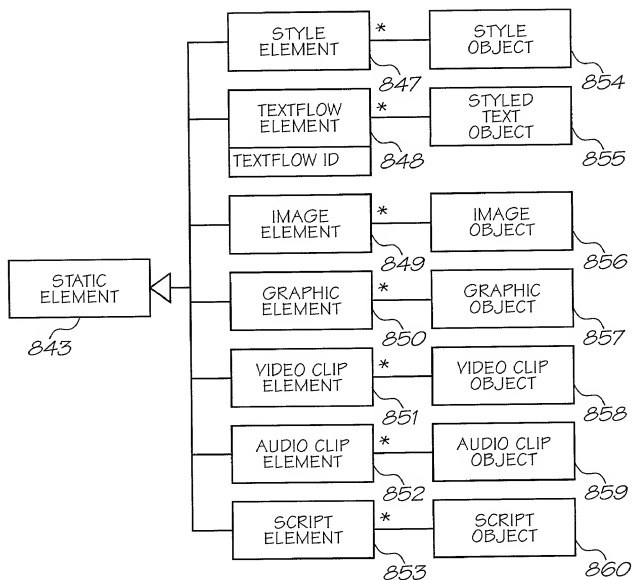 STYLE
ELEMENT
*
STYLE
OBJECT
847
854
TEXTFLOW
ELEMENT
TEXTFLOW ID
*
STYLED
TEXT
OBJECT
848
855
IMAGE
ELEMENT
*
IMAGE
OBJECT
849
856
STATIC
ELEMENT
843
GRAPHIC
ELEMENT
*
GRAPHIC
OBJECT
850
857
VIDEO CLIP
ELEMENT
*
VIDEO CLIP
OBJECT
851
858
AUDIO CLIP
ELEMENT
*
AUDIO CLIP
OBJECT
852
859
SCRIPT
ELEMENT
*
SCRIPT
OBJECT
853
860